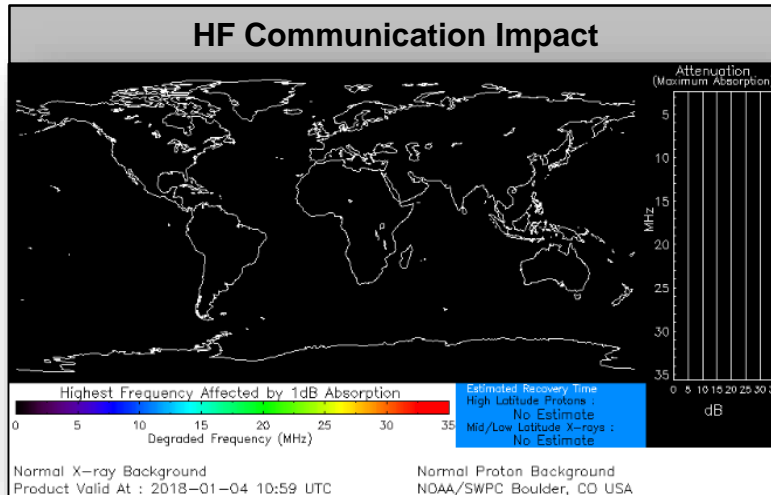 HF Communication Impact
Attenuation
(Maximum Absorption
5
10
15
20
25
30
35
MHz
0 5 10 15 20 25 30 3
dB
Highest Frequency Affected by 1dB Absorption
0 5 10 15 20 25 30 35
Degraded Frequency (MHz)
Estimated Recovery Time
High Latitude Protons :
No Estimate
Mid/Low Latitude X-rays :
No Estimate
Normal X-ray Background
Product Valid At : 2018-01-04 10:59 UTC
Normal Proton Background
NOAA/SWPC Boulder, CO USA